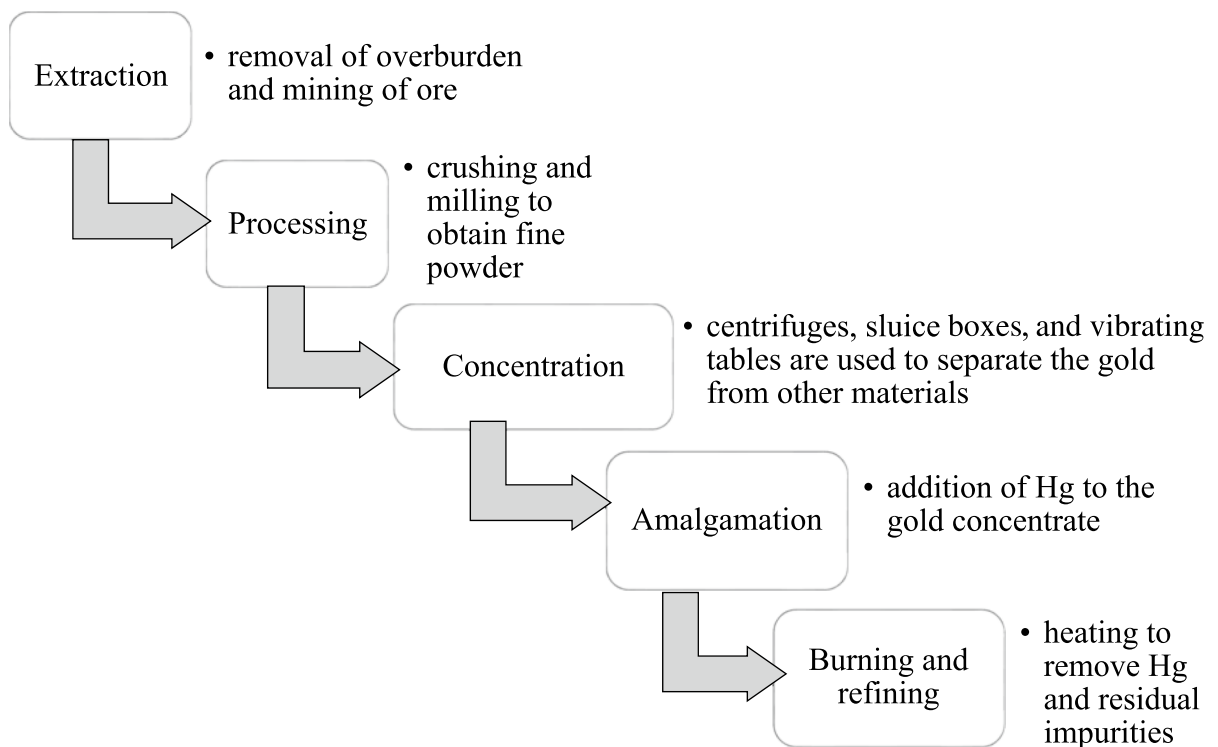 Extraction
• removal of overburden
and mining of ore
Processing
• crushing and
milling to
obtain fine
powder
Concentration
• centrifuges, sluice boxes, and vibrating
tables are used to separate the gold
from other materials
Amalgamation
• addition of Hg to the
gold concentrate
Burning and
refining
• heating to
remove Hg
and residual
impurities